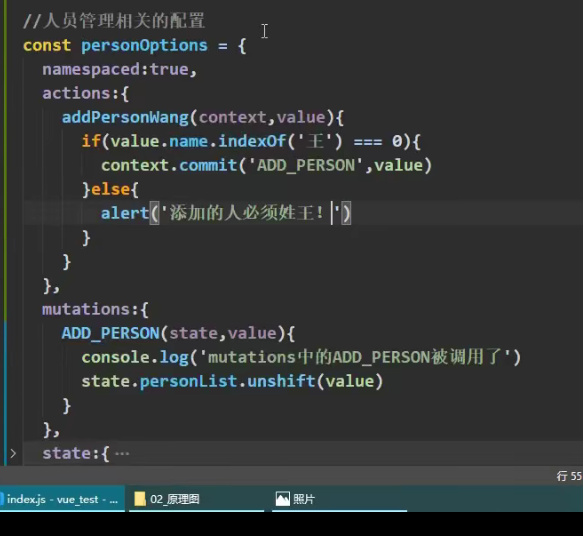 //人员管理相关的配置
const personOptions = {
  namespaced:true,
  actions:{
    addPersonWang(context,value){
      if(value.name.indexOf('王') === 0){
        context.commit('ADD_PERSON',value)
      }else{
        alert('添加的人必须姓王!')
      }
    }
  },
  mutations:{
    ADD_PERSON(state,value){
      console.log('mutations中的ADD_PERSON被调用了')
      state.personList.unshift(value)
    }
  },
  state:{ ···
行 55
index.js - vue_test - ... 02_原理图 照片